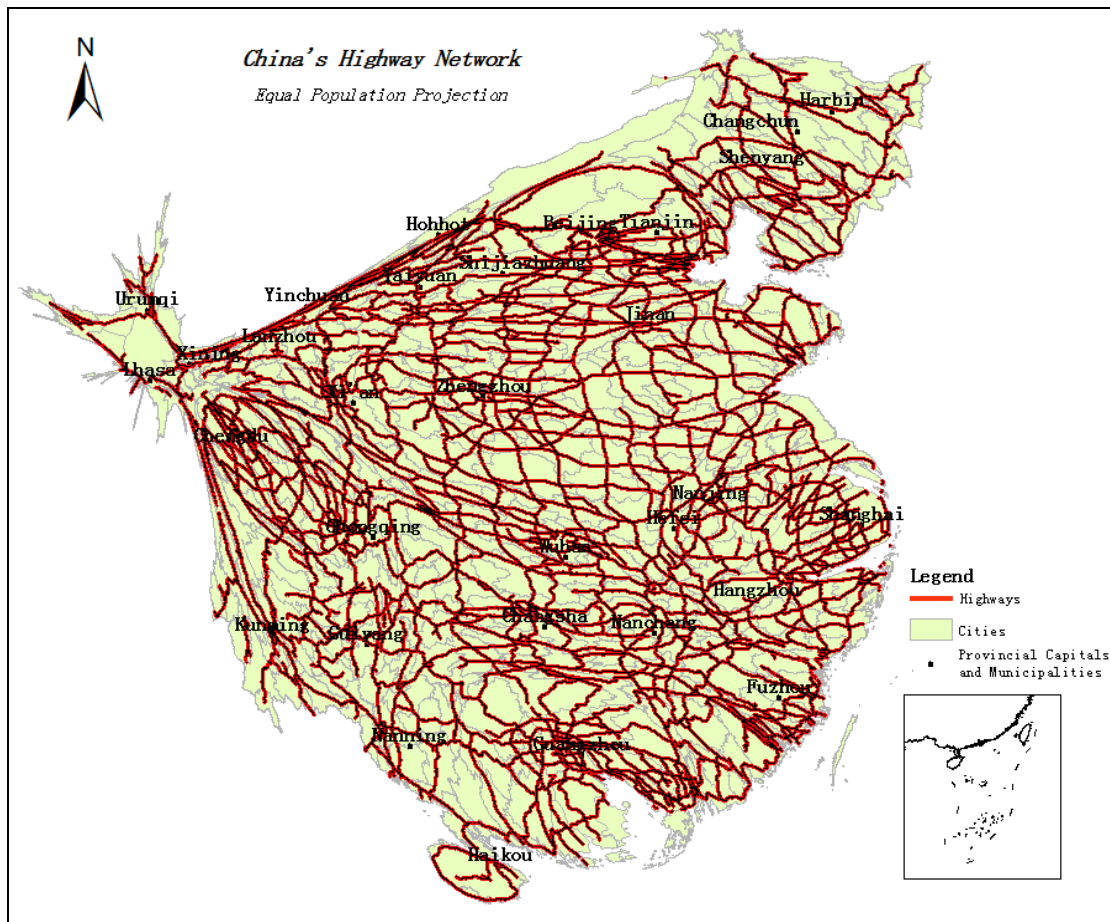 N
China's Highway Network
Equal Population Projection
Harbin
Changchun
Shenyang
Hohhot
Beijing
Tianjin
Shijiazhuang
Taiyuan
Urumqi
Yinchuan
Jinan
Lanzhou
Xining
Lhasa
Xi'an
Zhengzhou
Chengdu
Nanjing
Hefei
Shanghai
Chongqing
Wuhan
Hangzhou
Legend
Highways
Cities
Provincial Capitals
and Municipalities
Kunming
Guiyang
Changsha
Nanchang
Fuzhou
Nanning
Guangzhou
Haikou